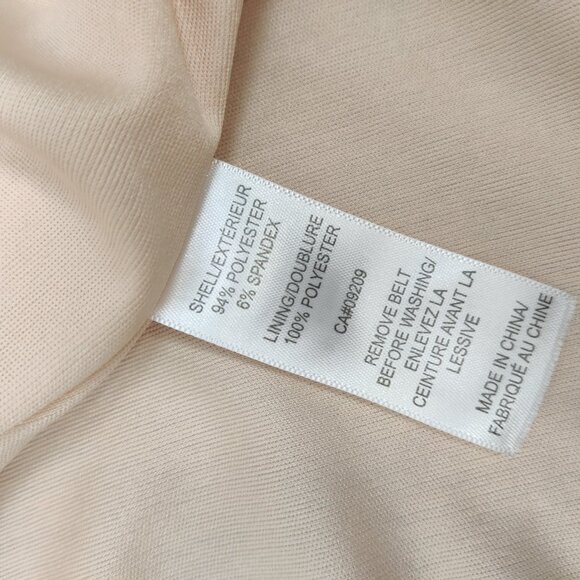 SHELL/EXTÉRIEUR
94% POLYESTER
6% SPANDEX
LINING/DOUBLURE
100% POLYESTER
CA#09209
REMOVE BELT
BEFORE WASHING/
ENLEVEZ LA
CEINTURE AVANT LA
LESSIVE
MADE IN CHINA/
FABRIQUÉ AU CHINE